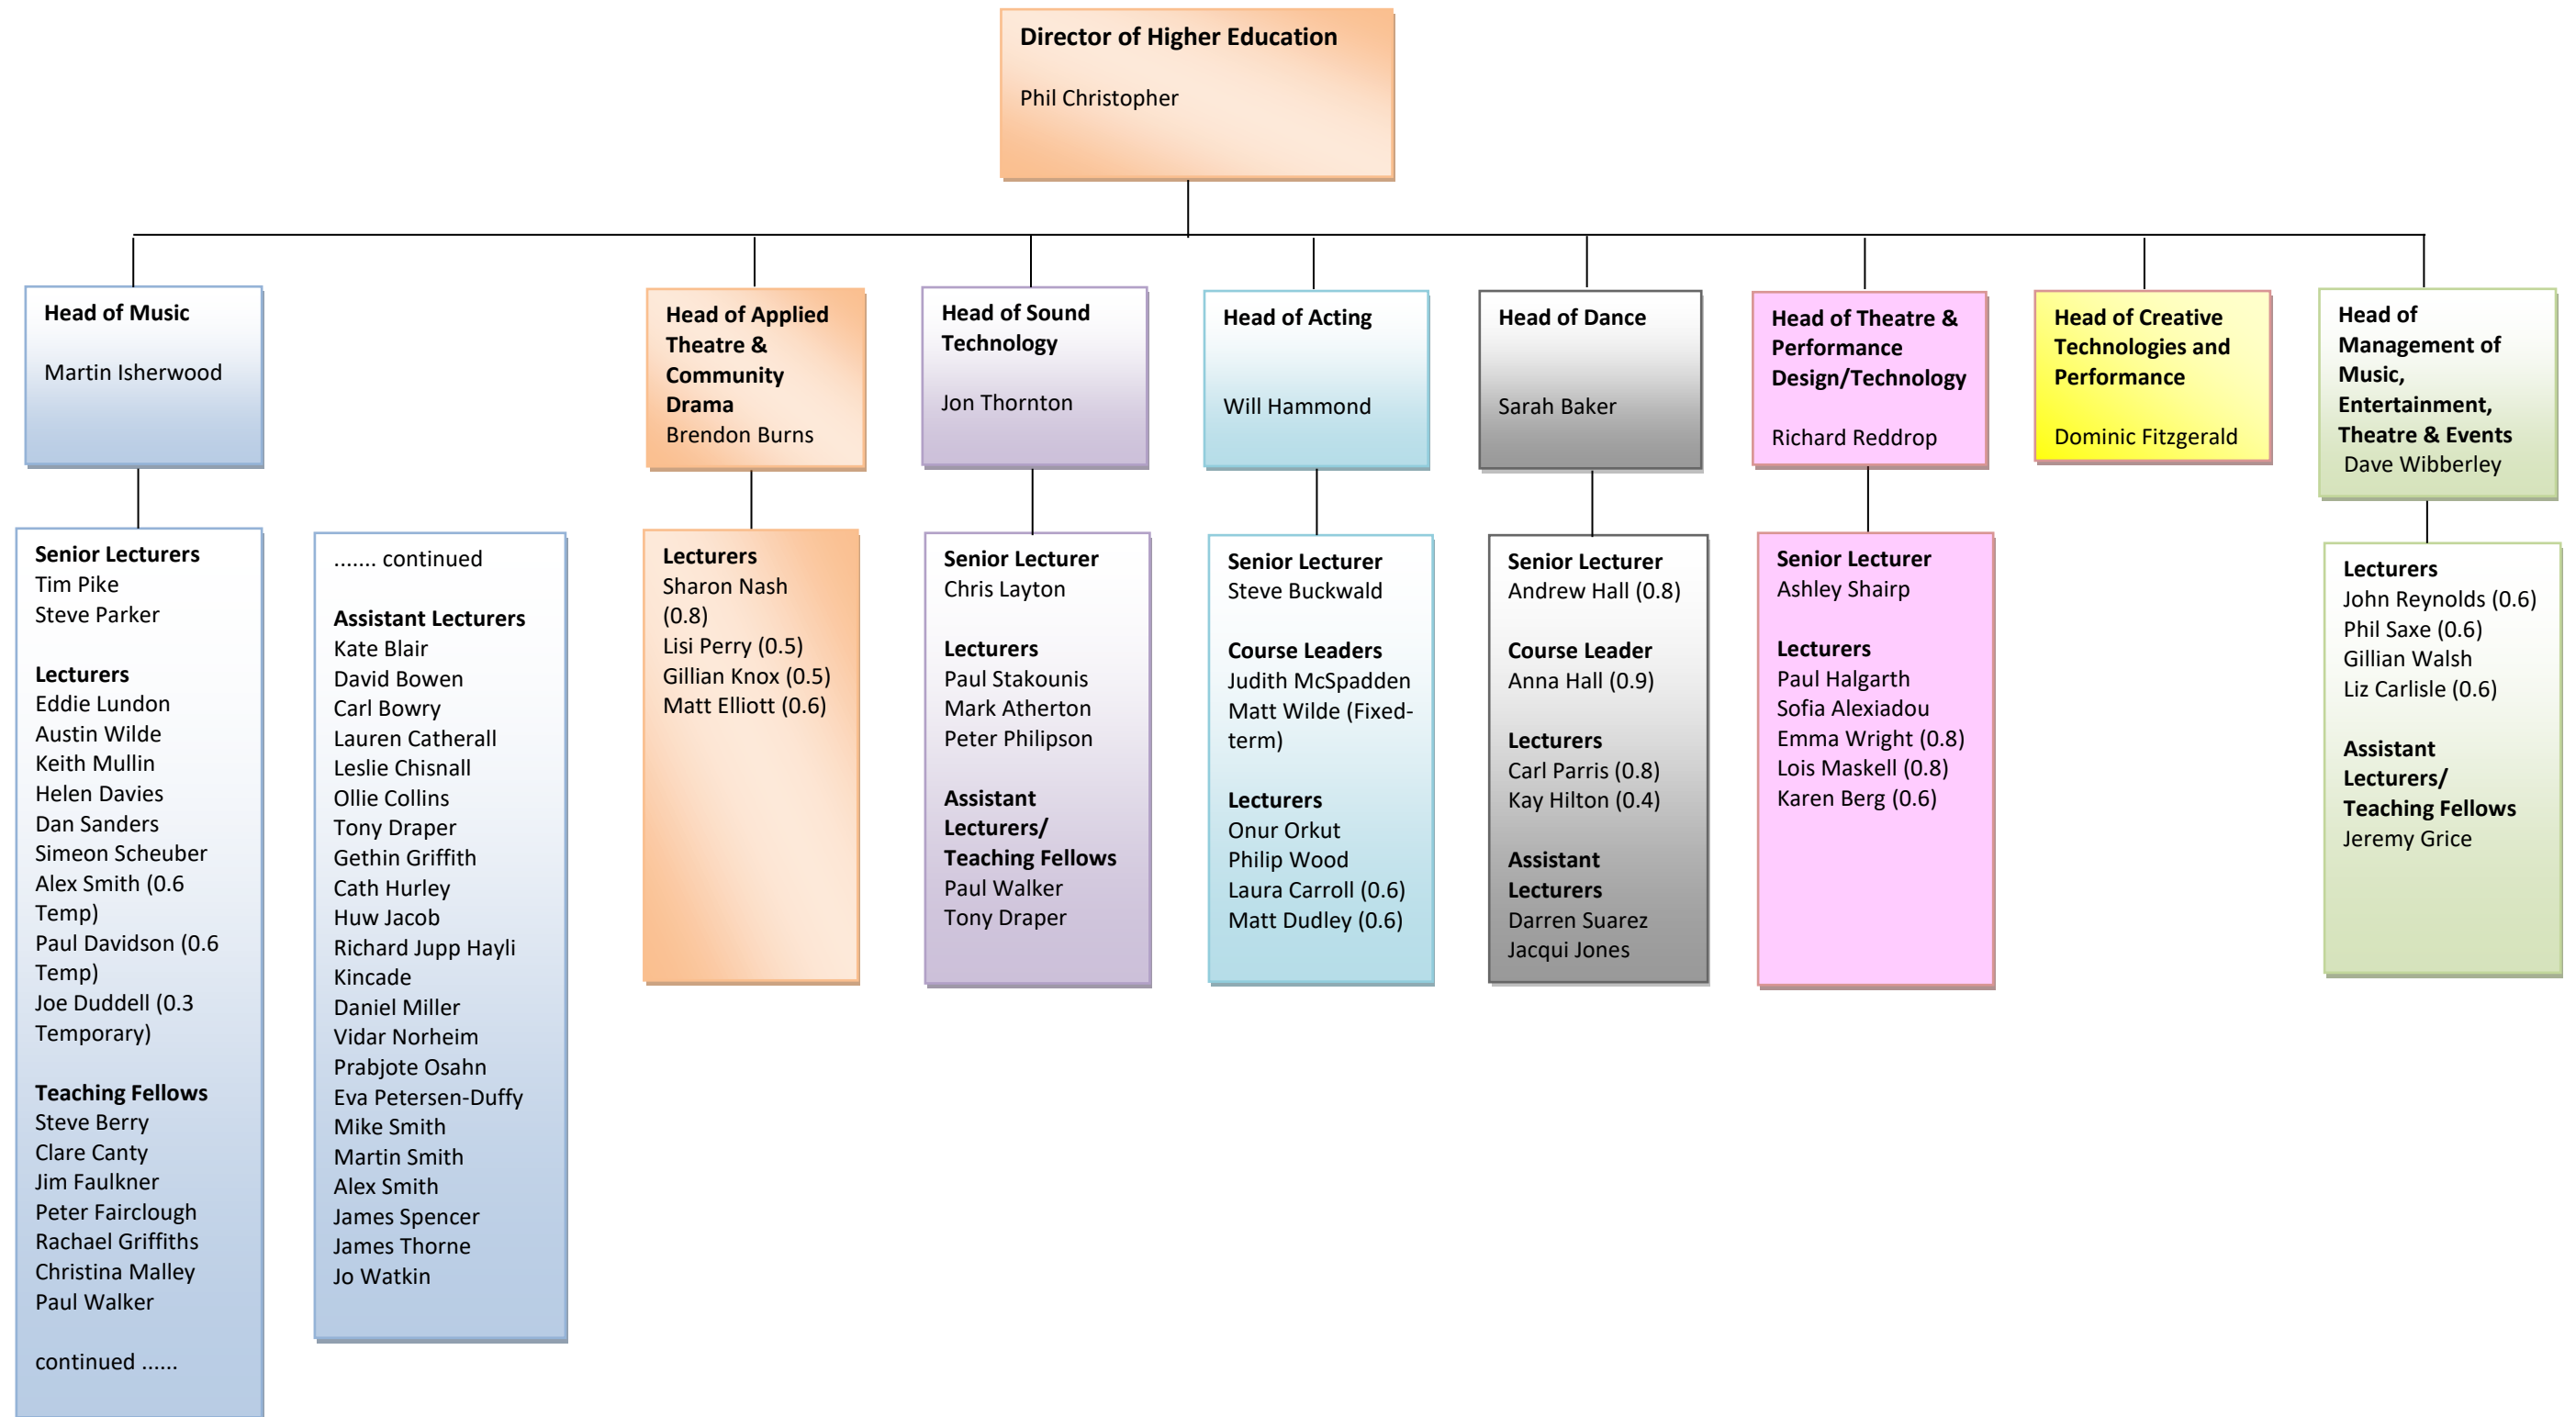 Director of Higher Education
Phil Christopher
Head of Music
Martin Isherwood
Head of Applied
Theatre &
Community
Drama
Brendon Burns
Head of Sound
Technology
Jon Thornton
Head of Acting
Will Hammond
Head of Dance
Sarah Baker
Head of Theatre &
Performance
Design/Technology
Richard Reddrop
Head of Creative
Technologies and
Performance
Dominic Fitzgerald
Head of
Management of
Music,
Entertainment,
Theatre & Events
Dave Wibberley
Senior Lecturers
Tim Pike
Steve Parker
Lecturers
Eddie Lundon
Austin Wilde
Keith Mullin
Helen Davies
Dan Sanders
Simeon Scheuber
Alex Smith (0.6
Temp)
Paul Davidson (0.6
Temp)
Joe Duddell (0.3
Temporary)
Teaching Fellows
Steve Berry
Clare Canty
Jim Faulkner
Peter Fairclough
Rachael Griffiths
Christina Malley
Paul Walker
continued ......
....... continued
Assistant Lecturers
Kate Blair
David Bowen
Carl Bowry
Lauren Catherall
Leslie Chisnall
Ollie Collins
Tony Draper
Gethin Griffith
Cath Hurley
Huw Jacob
Richard Jupp Hayli
Kincade
Daniel Miller
Vidar Norheim
Prabjote Osahn
Eva Petersen-Duffy
Mike Smith
Martin Smith
Alex Smith
James Spencer
James Thorne
Jo Watkin
Lecturers
Sharon Nash
(0.8)
Lisi Perry (0.5)
Gillian Knox (0.5)
Matt Elliott (0.6)
Senior Lecturer
Chris Layton
Lecturers
Paul Stakounis
Mark Atherton
Peter Philipson
Assistant
Lecturers/
Teaching Fellows
Paul Walker
Tony Draper
Senior Lecturer
Steve Buckwald
Course Leaders
Judith McSpadden
Matt Wilde (Fixed-
term)
Lecturers
Onur Orkut
Philip Wood
Laura Carroll (0.6)
Matt Dudley (0.6)
Senior Lecturer
Andrew Hall (0.8)
Course Leader
Anna Hall (0.9)
Lecturers
Carl Parris (0.8)
Kay Hilton (0.4)
Assistant
Lecturers
Darren Suarez
Jacqui Jones
Senior Lecturer
Ashley Shairp
Lecturers
Paul Halgarth
Sofia Alexiadou
Emma Wright (0.8)
Lois Maskell (0.8)
Karen Berg (0.6)
Lecturers
John Reynolds (0.6)
Phil Saxe (0.6)
Gillian Walsh
Liz Carlisle (0.6)
Assistant
Lecturers/
Teaching Fellows
Jeremy Grice